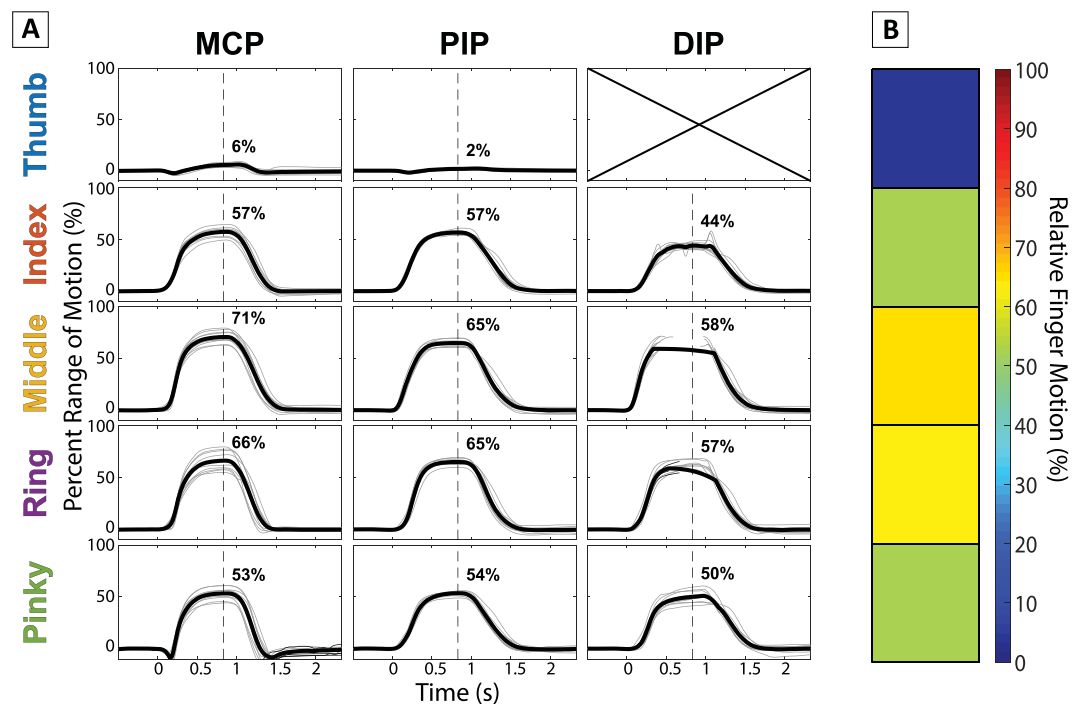 A
B
MCP PIP DIP
Percent Range of Motion (%)
Thumb
100
50
0
6%
2%
Index
100
50
0
57%
57%
44%
Middle
100
50
0
71%
65%
58%
Ring
100
50
0
66%
65%
57%
Pinky
100
50
0
53%
54%
50%
0 0.5 1 1.5 2
0 0.5 1 1.5 2
0 0.5 1 1.5 2
Time (s)
100
90
80
70
60
50
40
30
20
10
0
Relative Finger Motion (%)